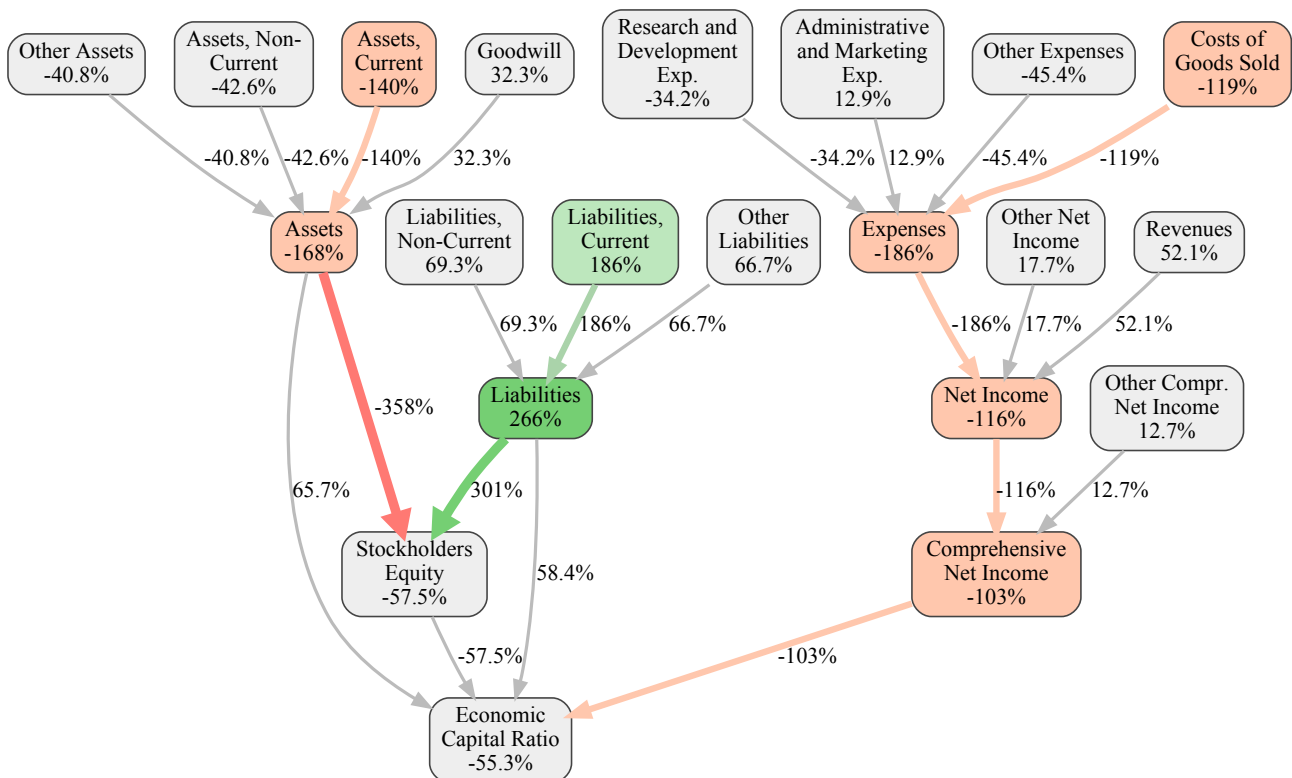 Other Assets
-40.8%
Assets, Non-
Current
-42.6%
Assets,
Current
-140%
Goodwill
32.3%
Research and
Development
Exp.
-34.2%
Administrative
and Marketing
Exp.
12.9%
Other Expenses
-45.4%
Costs of
Goods Sold
-119%
-40.8%
-42.6%
-140%
32.3%
-34.2%
12.9%
-45.4%
-119%
Assets
-168%
Liabilities,
Non-Current
69.3%
Liabilities,
Current
186%
Other
Liabilities
66.7%
Expenses
-186%
Other Net
Income
17.7%
Revenues
52.1%
69.3%
186%
66.7%
-186%
17.7%
52.1%
-358%
Liabilities
266%
Net Income
-116%
Other Compr.
Net Income
12.7%
65.7%
301%
-116%
12.7%
Stockholders
Equity
-57.5%
58.4%
Comprehensive
Net Income
-103%
-57.5%
-103%
Economic
Capital Ratio
-55.3%